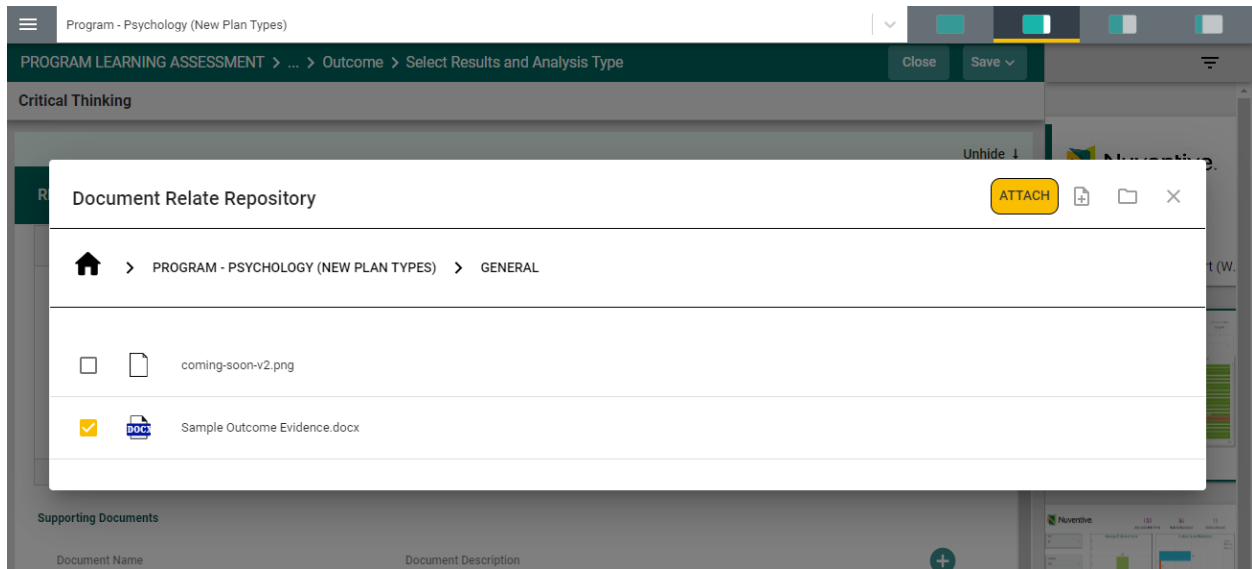 Program - Psychology (New Plan Types)
PROGRAM LEARNING ASSESSMENT > ... > Outcome > Select Results and Analysis Type
Close
Save
Critical Thinking
Unhide ↓
Document Relate Repository
ATTACH
> PROGRAM - PSYCHOLOGY (NEW PLAN TYPES) > GENERAL
coming-soon-v2.png
DOCX
Sample Outcome Evidence.docx
Supporting Documents
Document Name
Document Description
Nuventive.